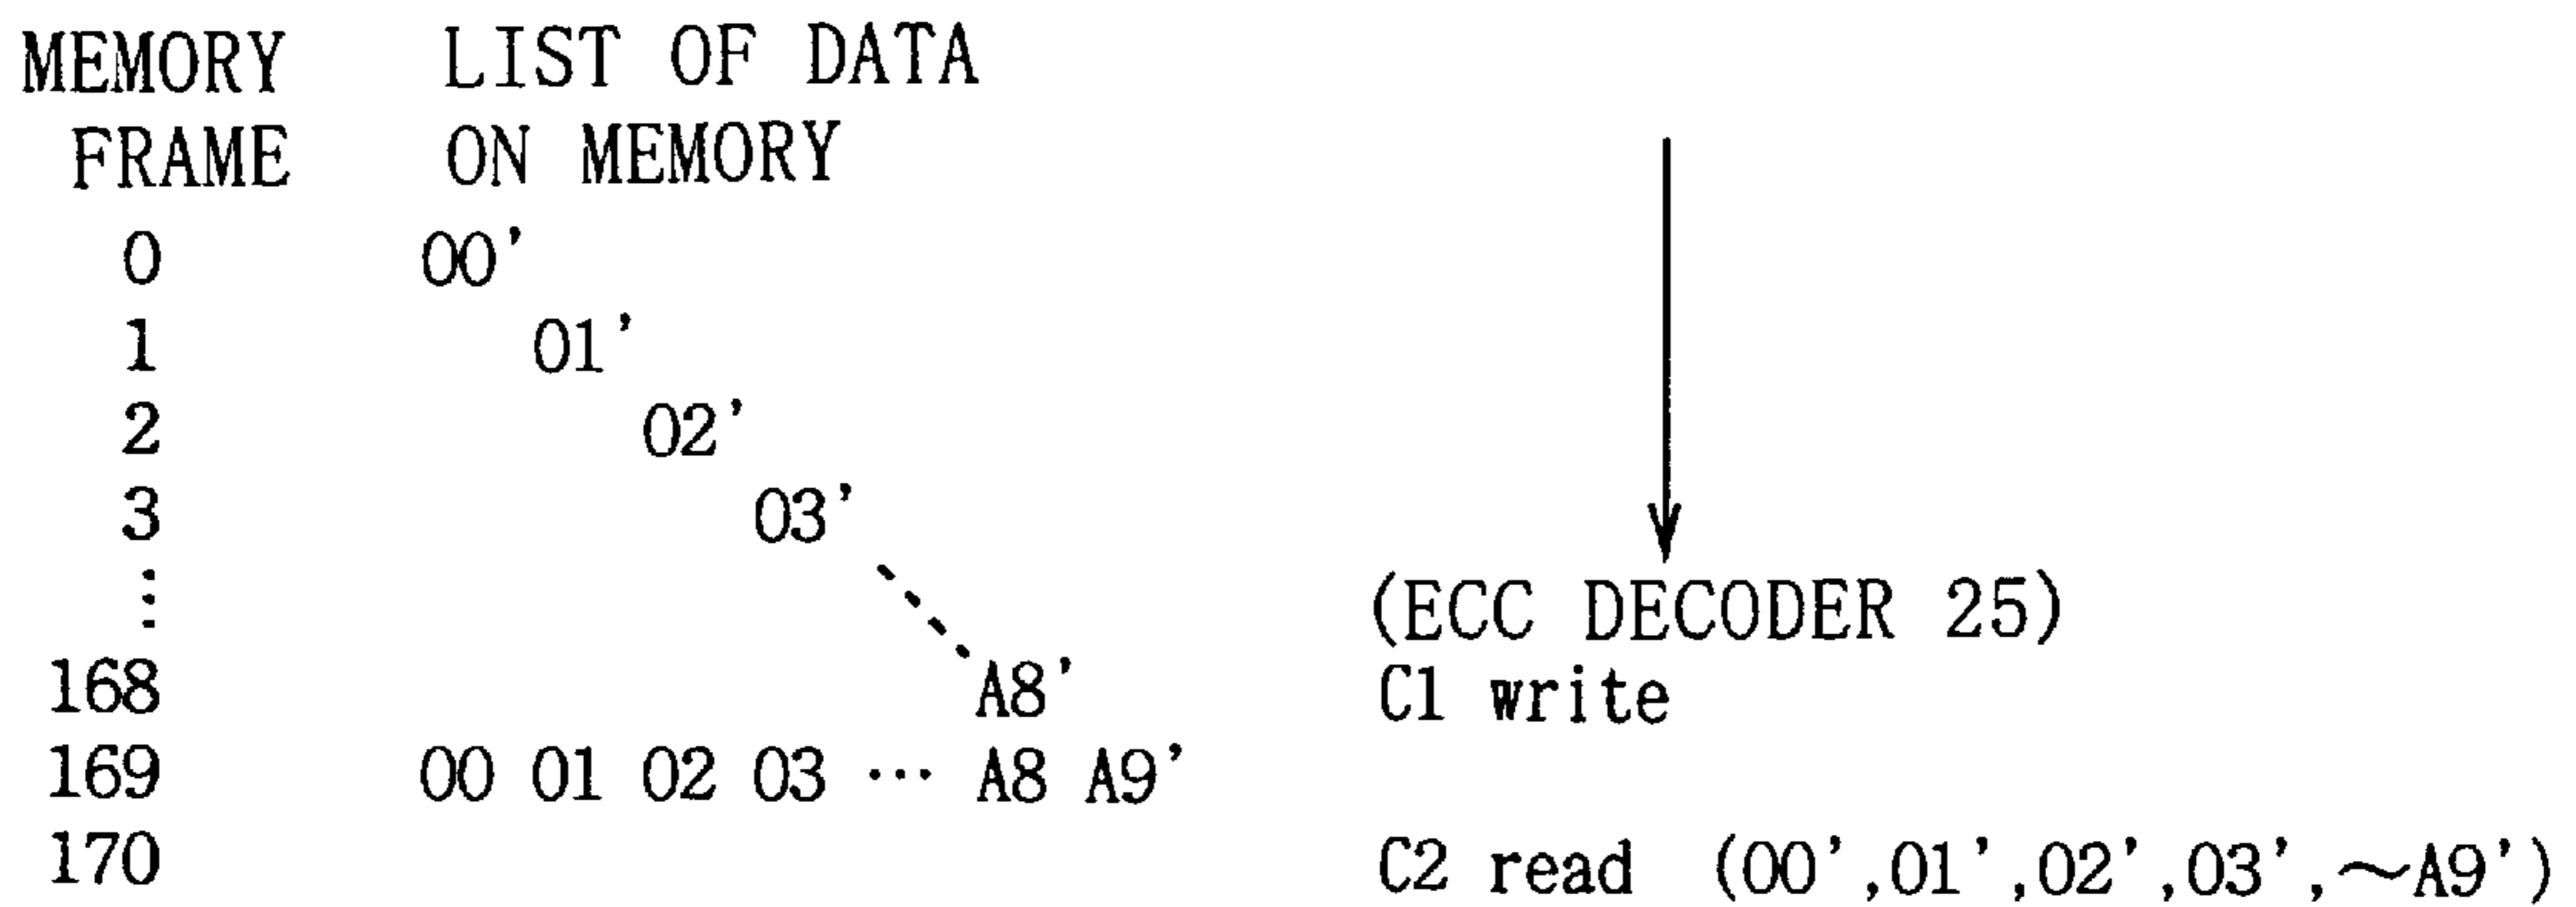 MEMORY LIST OF DATA
FRAME ON MEMORY
0 00'
1 01'
2 02'
3 03'
⋮ (ECC DECODER 25)
168 A8' C1 write
169 00 01 02 03 ··· A8 A9'
170 C2 read (00',01',02',03',~A9')